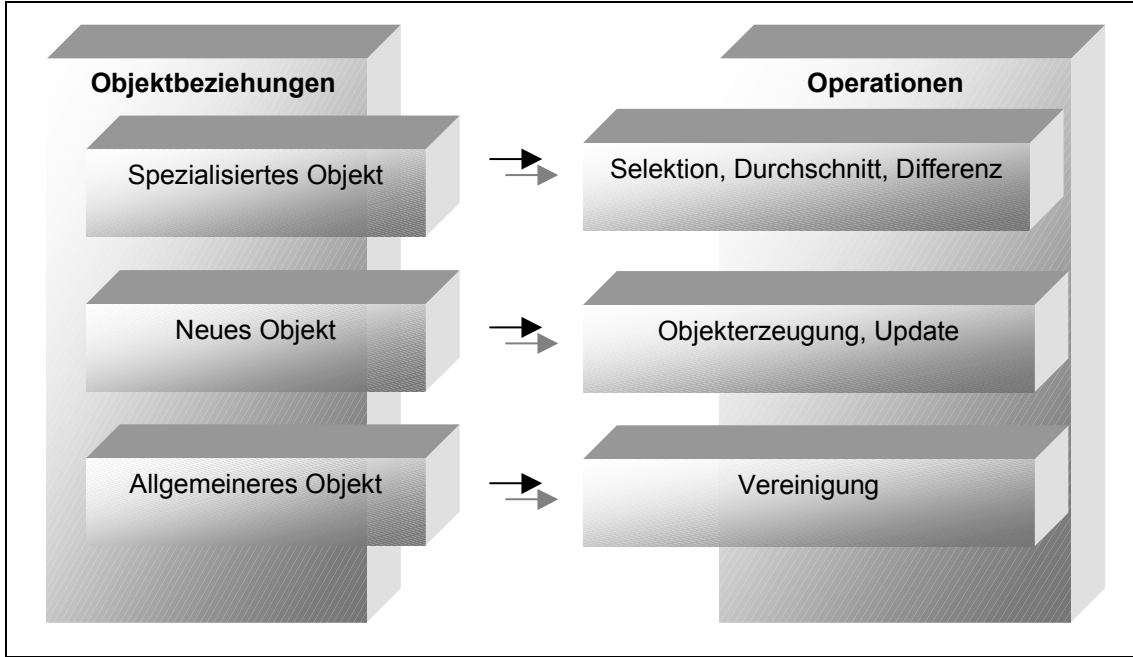 Objektbeziehungen
Operationen
Spezialisiertes Objekt
Selektion, Durchschnitt, Differenz
Neues Objekt
Objekterzeugung, Update
Allgemeineres Objekt
Vereinigung